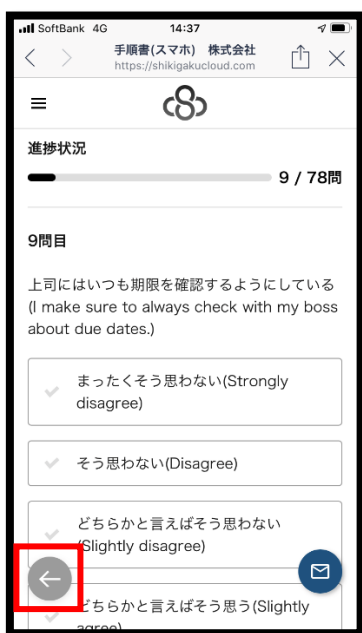 SoftBank 4G 14:37
手順書(スマホ) 株式会社
https://shikigakucloud.com
進捗状況
9 / 78問
9問目
上司にはいつも期限を確認するようにしている
(I make sure to always check with my boss
about due dates.)
まったくそう思わない(Strongly
disagree)
そう思わない(Disagree)
どちらかと言えばそう思わない
(Slightly disagree)
どちらかと言えばそう思う(Slightly
agree)